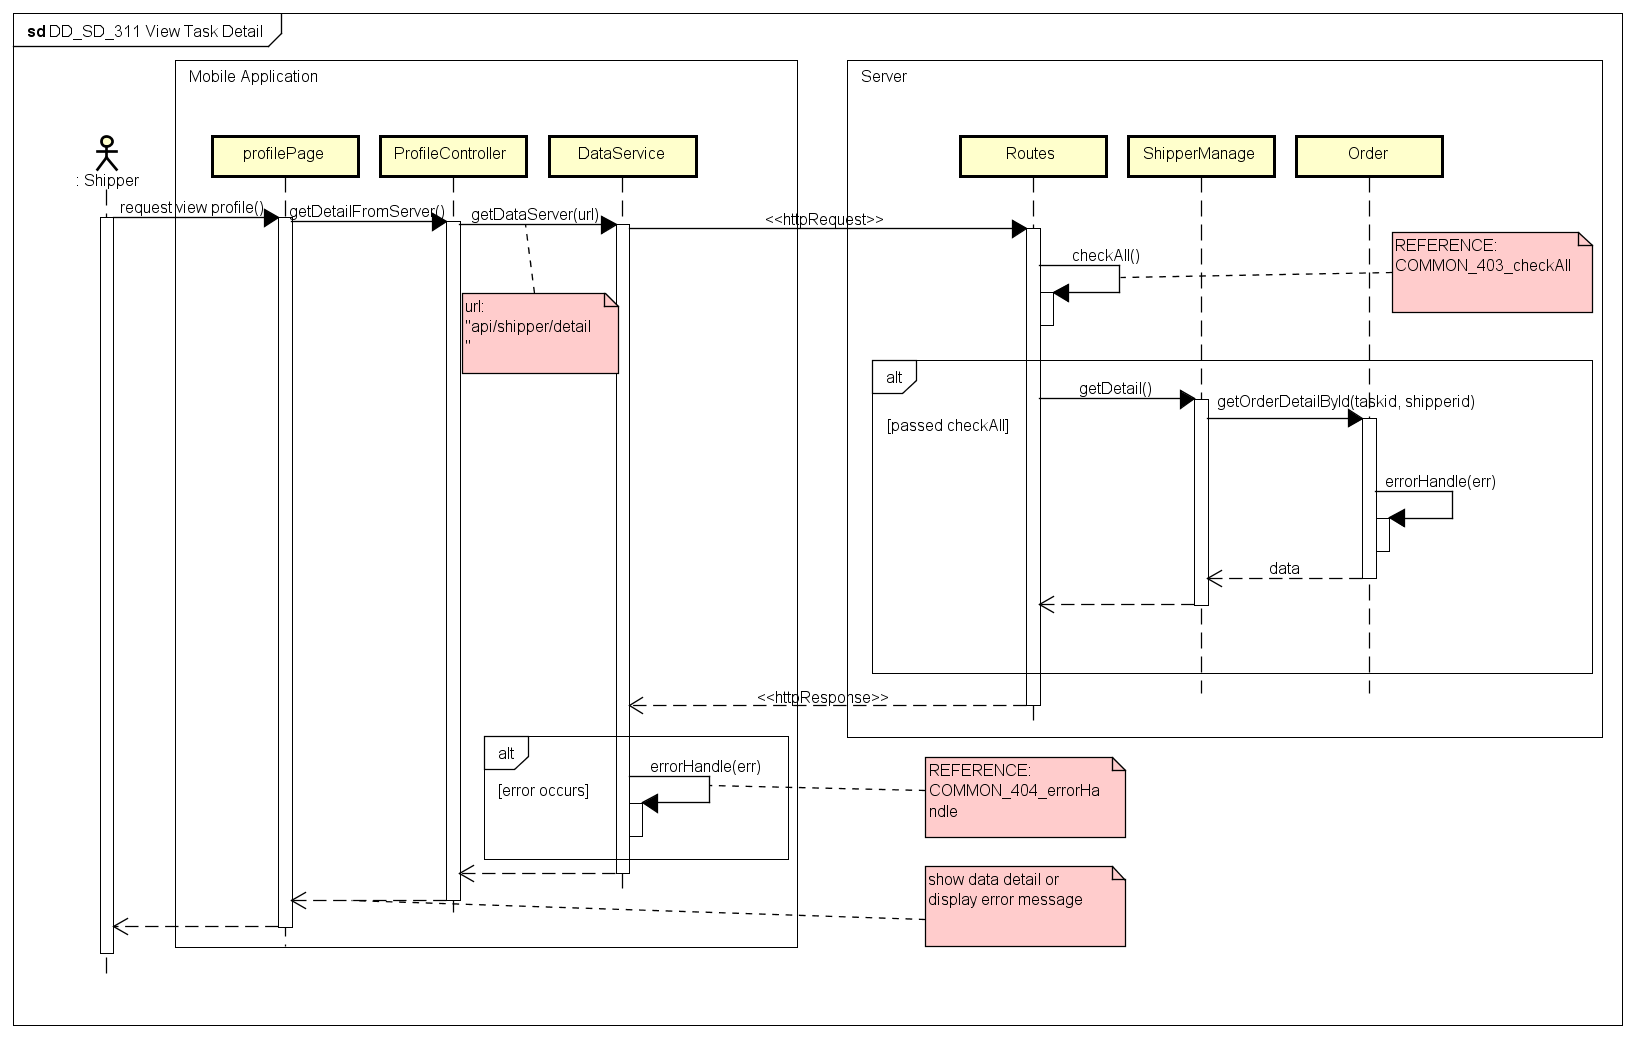 sd DD_SD_311 View Task Detail
Mobile Application
Server
: Shipper
profilePage
ProfileController
DataService
Routes
ShipperManage
Order
request view profile()
getDetailFromServer()
getDataServer(url)
<<httpRequest>>
checkAll()
REFERENCE:
COMMON_403_checkAll
url:
"api/shipper/detail
"
alt
[passed checkAll]
getDetail()
getOrderDetailById(taskid, shipperid)
errorHandle(err)
data
<<httpResponse>>
alt
[error occurs]
errorHandle(err)
REFERENCE:
COMMON_404_errorHa
ndle
show data detail or
display error message